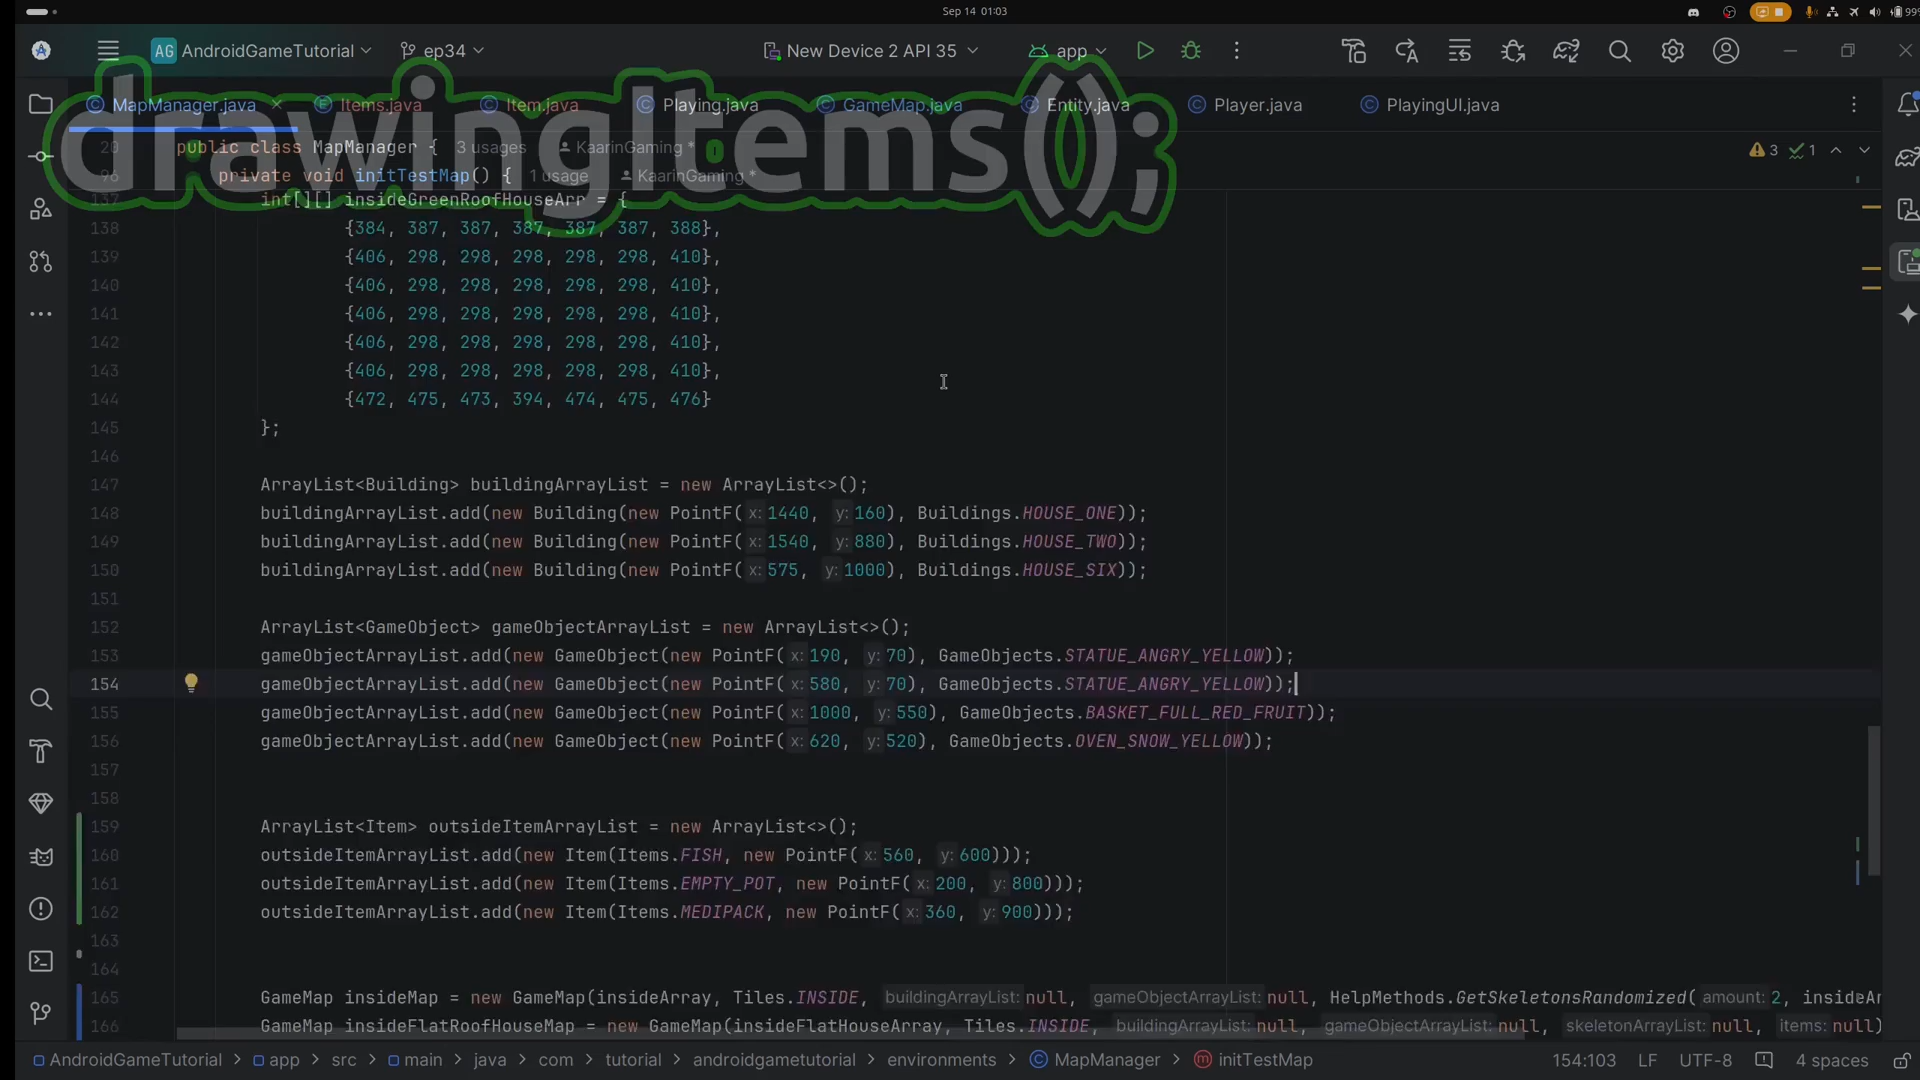 Sep 14 01:03
99%
AG AndroidGameTutorial
ep34
New Device 2 API 35
app
MapManager.java
Items.java
Item.java
Playing.java
GameMap.java
Entity.java
Player.java
PlayingUI.java
drawingItems();
20 public class MapManager { 3 usages KaarinGaming *
96 private void initTestMap() { 1 usage KaarinGaming *
3 1
137 int[][] insideGreenRoofHouseArr = {
138 {384, 387, 387, 387, 387, 387, 388},
139 {406, 298, 298, 298, 298, 298, 410},
140 {406, 298, 298, 298, 298, 298, 410},
141 {406, 298, 298, 298, 298, 298, 410},
142 {406, 298, 298, 298, 298, 298, 410},
143 {406, 298, 298, 298, 298, 298, 410},
144 {472, 475, 473, 394, 474, 475, 476}
145 };
146
147 ArrayList<Building> buildingArrayList = new ArrayList<>();
148 buildingArrayList.add(new Building(new PointF( x: 1440, y: 160), Buildings.HOUSE_ONE));
149 buildingArrayList.add(new Building(new PointF( x: 1540, y: 880), Buildings.HOUSE_TWO));
150 buildingArrayList.add(new Building(new PointF( x: 575, y: 1000), Buildings.HOUSE_SIX));
151
152 ArrayList<GameObject> gameObjectArrayList = new ArrayList<>();
153 gameObjectArrayList.add(new GameObject(new PointF( x: 190, y: 70), GameObjects.STATUE_ANGRY_YELLOW));
154 gameObjectArrayList.add(new GameObject(new PointF( x: 580, y: 70), GameObjects.STATUE_ANGRY_YELLOW));
155 gameObjectArrayList.add(new GameObject(new PointF( x: 1000, y: 550), GameObjects.BASKET_FULL_RED_FRUIT));
156 gameObjectArrayList.add(new GameObject(new PointF( x: 620, y: 520), GameObjects.OVEN_SNOW_YELLOW));
157
158
159 ArrayList<Item> outsideItemArrayList = new ArrayList<>();
160 outsideItemArrayList.add(new Item(Items.FISH, new PointF( x: 560, y: 600)));
161 outsideItemArrayList.add(new Item(Items.EMPTY_POT, new PointF( x: 200, y: 800)));
162 outsideItemArrayList.add(new Item(Items.MEDIPACK, new PointF( x: 360, y: 900)));
163
164
165 GameMap insideMap = new GameMap(insideArray, Tiles.INSIDE, buildingArrayList: null, gameObjectArrayList: null, HelpMethods.GetSkeletonsRandomized( amount: 2, insideAr
166 GameMap insideFlatRoofHouseMap = new GameMap(insideFlatHouseArray, Tiles.INSIDE, buildingArrayList: null, gameObjectArrayList: null, skeletonArrayList: null, items: null)
AndroidGameTutorial > app > src > main > java > com > tutorial > androidgametutorial > environments > MapManager > initTestMap
154:103 LF UTF-8 4 spaces